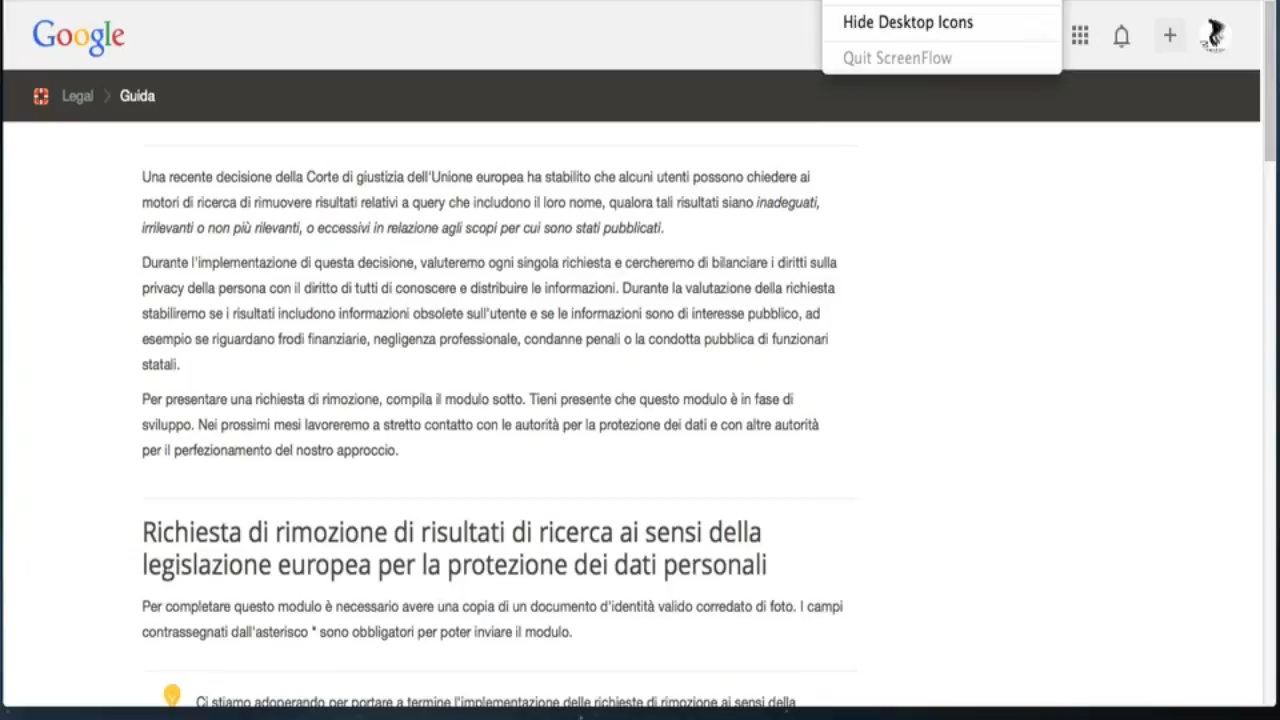 Hide Desktop Icons
Quit ScreenFlow
Google
Legal
Guida
Una recente decisione della Corte di giustizia dell'Unione europea ha stabilito che alcuni utenti possono chiedere ai
motori di ricerca di rimuovere risultati relativi a query che includono il loro nome, qualora tali risultati siano inadeguati,
irrilevanti o non più rilevanti, o eccessivi in relazione agli scopi per cui sono stati pubblicati.
Durante l'implementazione di questa decisione, valuteremo ogni singola richiesta e cercheremo di bilanciare i diritti sulla
privacy della persona con il diritto di tutti di conoscere e distribuire le informazioni. Durante la valutazione della richiesta
stabiliremo se i risultati includono informazioni obsolete sull'utente e se le informazioni sono di interesse pubblico, ad
esempio se riguardano frodi finanziarie, negligenza professionale, condanne penali o la condotta pubblica di funzionari
statali.
Per presentare una richiesta di rimozione, compila il modulo sotto. Tieni presente che questo modulo è in fase di
sviluppo. Nei prossimi mesi lavoreremo a stretto contatto con le autorità per la protezione dei dati e con altre autorità
per il perfezionamento del nostro approccio.
Richiesta di rimozione di risultati di ricerca ai sensi della
legislazione europea per la protezione dei dati personali
Per completare questo modulo è necessario avere una copia di un documento d'identità valido corredato di foto. I campi
contrassegnati dall'asterisco * sono obbligatori per poter inviare il modulo.
Ci stiamo adoperando per portare a termine l'implementazione delle richieste di rimozione ai sensi della